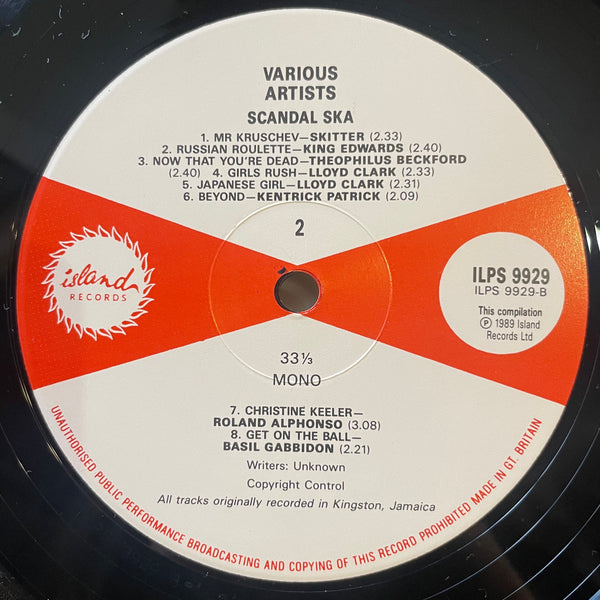 VARIOUS
ARTISTS
SCANDAL SKA
1. MR KRUSCHEV—SKITTER (2.33)
2. RUSSIAN ROULETTE—KING EDWARDS (2.40)
3. NOW THAT YOU'RE DEAD—THEOPHILUS BECKFORD
(2.40) 4. GIRLS RUSH—LLOYD CLARK (2.33)
5. JAPANESE GIRL—LLOYD CLARK (2.31)
6. BEYOND—KENTRICK PATRICK (2.09)
2
island
RECORDS
ILPS 9929
ILPS 9929-B
This compilation
Ⓟ 1989 Island
Records Ltd
33⅓
MONO
7. CHRISTINE KEELER—
ROLAND ALPHONSO (3.08)
8. GET ON THE BALL—
BASIL GABBIDON (2.21)
Writers: Unknown
Copyright Control
All tracks originally recorded in Kingston, Jamaica
UNAUTHORISED PUBLIC PERFORMANCE BROADCASTING AND COPYING OF THIS RECORD PROHIBITED MADE IN GT. BRITAIN